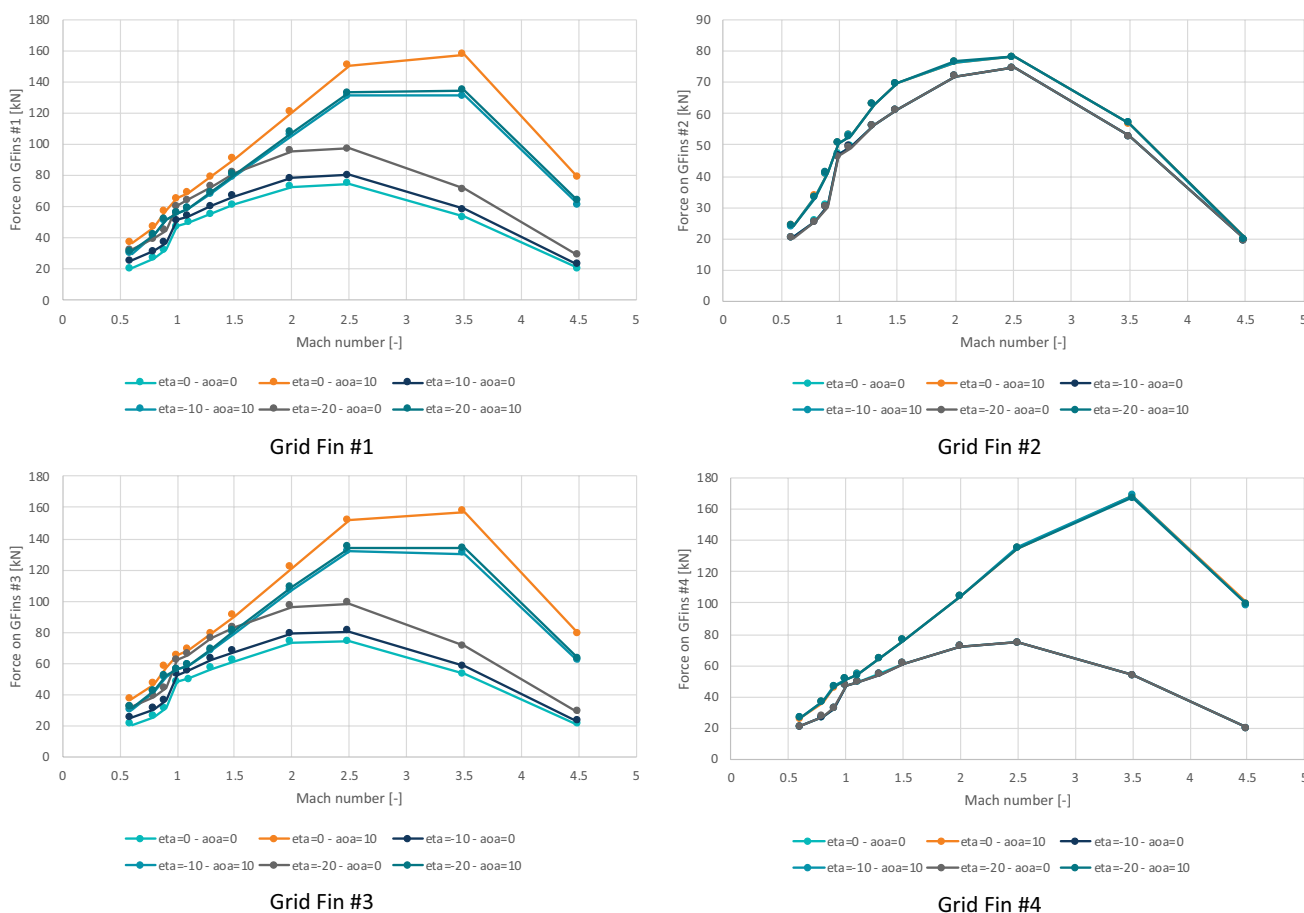 180
160
140
120
100
80
60
40
20
0
Force on GFins #1 [kN]
0 0.5 1 1.5 2 2.5 3 3.5 4 4.5 5
Mach number [-]
eta=0 - aoa=0 eta=0 - aoa=10 eta=-10 - aoa=0
eta=-10 - aoa=10 eta=-20 - aoa=0 eta=-20 - aoa=10
Grid Fin #1
90
80
70
60
50
40
30
20
10
0
Force on GFins #2 [kN]
0 0.5 1 1.5 2 2.5 3 3.5 4 4.5 5
Mach number [-]
eta=0 - aoa=0 eta=0 - aoa=10 eta=-10 - aoa=0
eta=-10 - aoa=10 eta=-20 - aoa=0 eta=-20 - aoa=10
Grid Fin #2
180
160
140
120
100
80
60
40
20
0
Force on GFins #3 [kN]
0 0.5 1 1.5 2 2.5 3 3.5 4 4.5 5
Mach number [-]
eta=0 - aoa=0 eta=0 - aoa=10 eta=-10 - aoa=0
eta=-10 - aoa=10 eta=-20 - aoa=0 eta=-20 - aoa=10
Grid Fin #3
180
160
140
120
100
80
60
40
20
0
Force on GFins #4 [kN]
0 0.5 1 1.5 2 2.5 3 3.5 4 4.5 5
Mach number [-]
eta=0 - aoa=0 eta=0 - aoa=10 eta=-10 - aoa=0
eta=-10 - aoa=10 eta=-20 - aoa=0 eta=-20 - aoa=10
Grid Fin #4